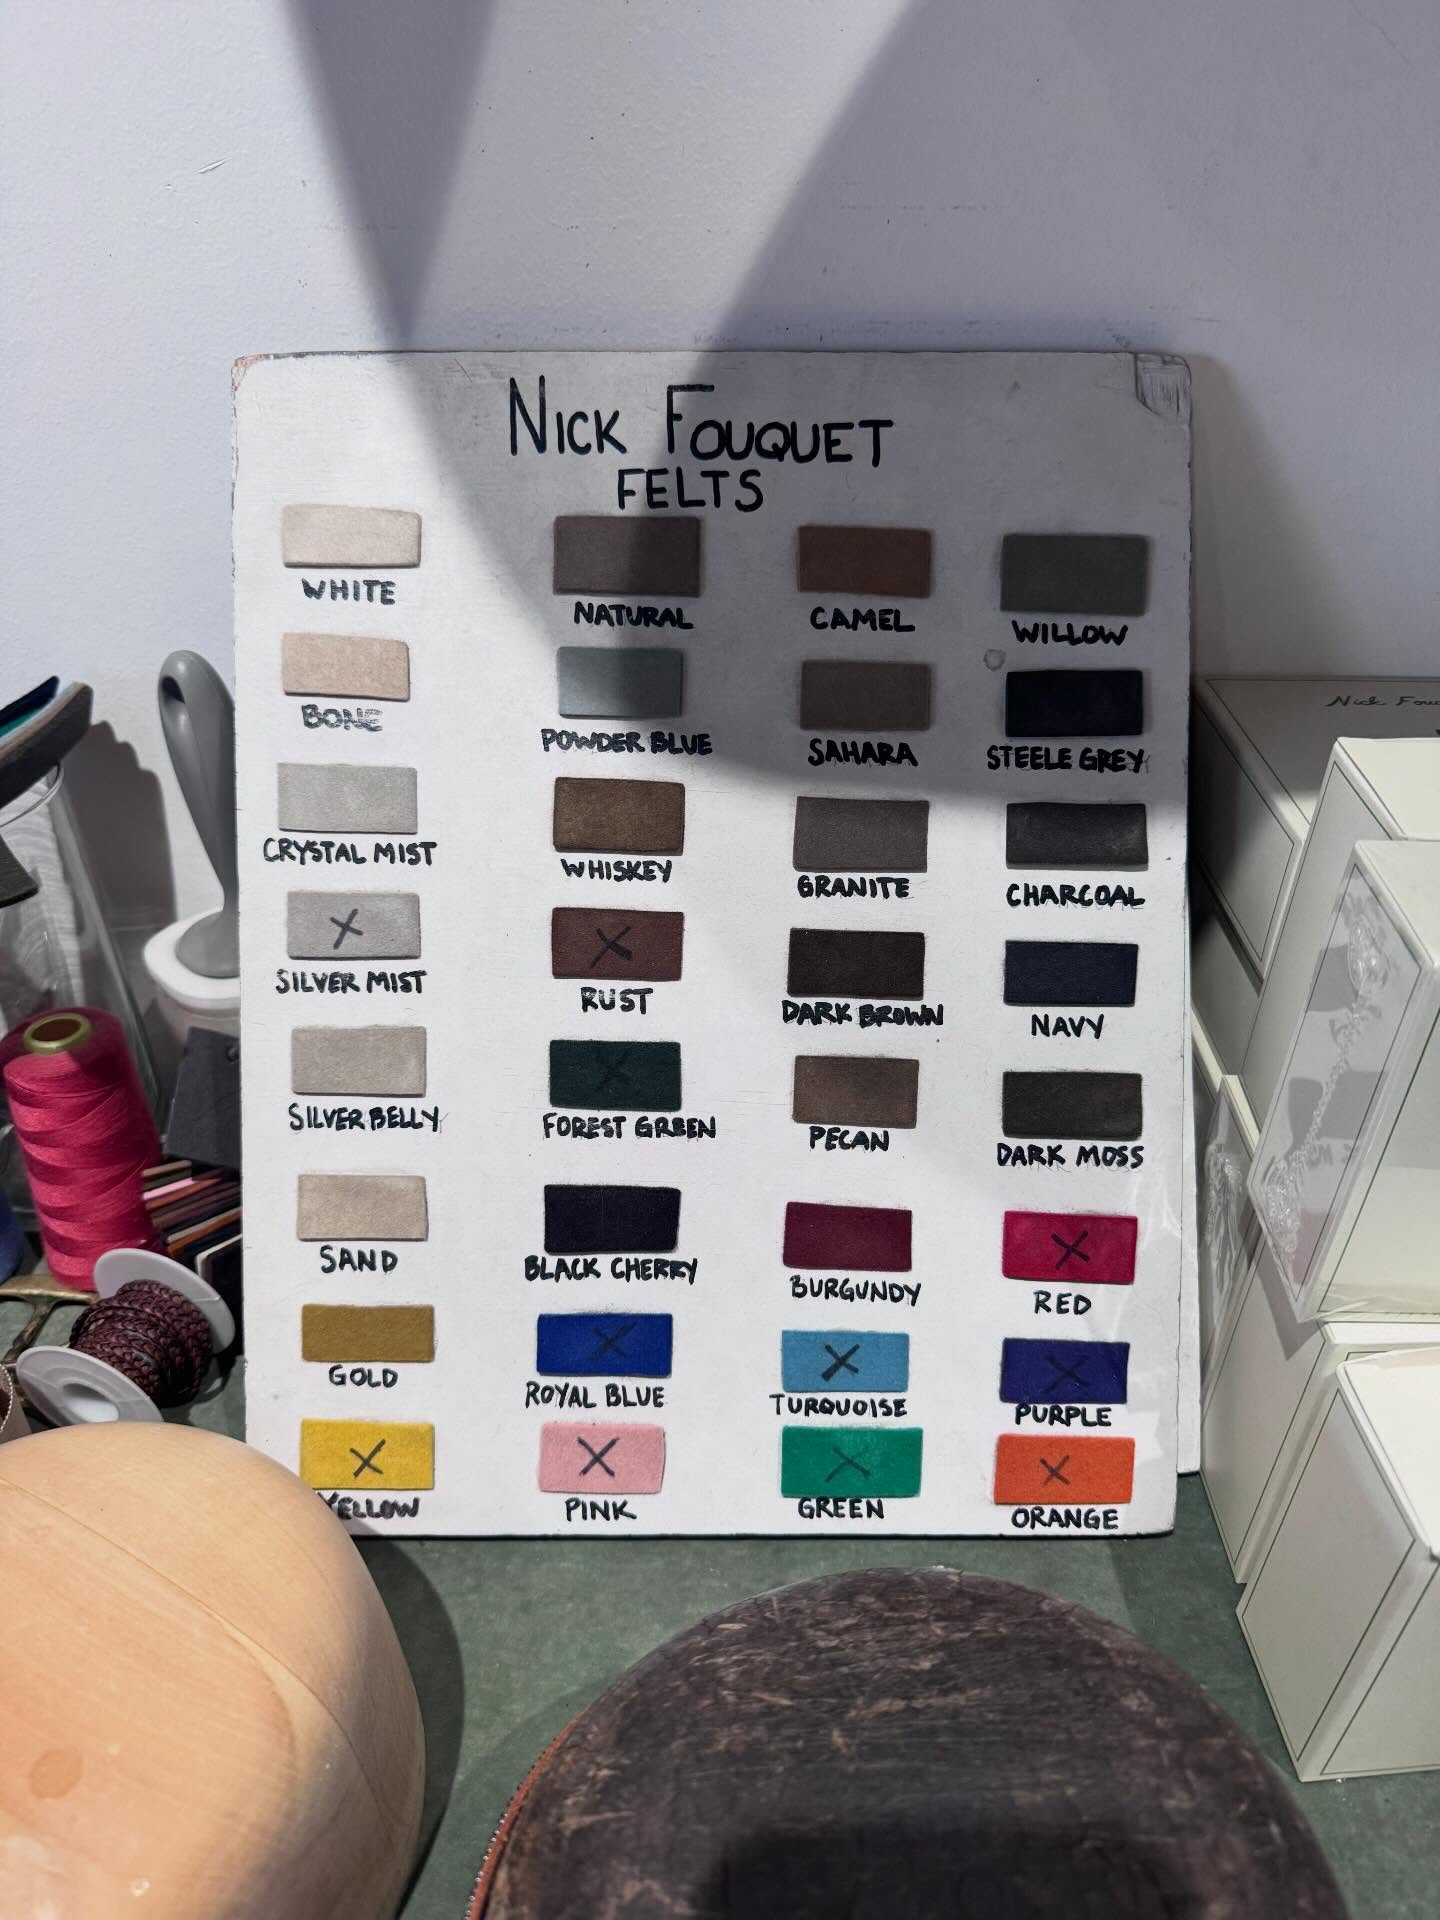 NICK FOUQUET
FELTS
WHITE
NATURAL
CAMEL
WILLOW
BONE
POWDER BLUE
SAHARA
STEELE GREY
CRYSTAL MIST
WHISKEY
GRANITE
CHARCOAL
X
SILVER MIST
X
RUST
DARK BROWN
NAVY
SILVERBELLY
X
FOREST GREEN
PECAN
DARK MOSS
SAND
BLACK CHERRY
BURGUNDY
X
RED
GOLD
X
ROYAL BLUE
X
TURQUOISE
X
PURPLE
X
YELLOW
X
PINK
X
GREEN
X
ORANGE
Nick Fouq